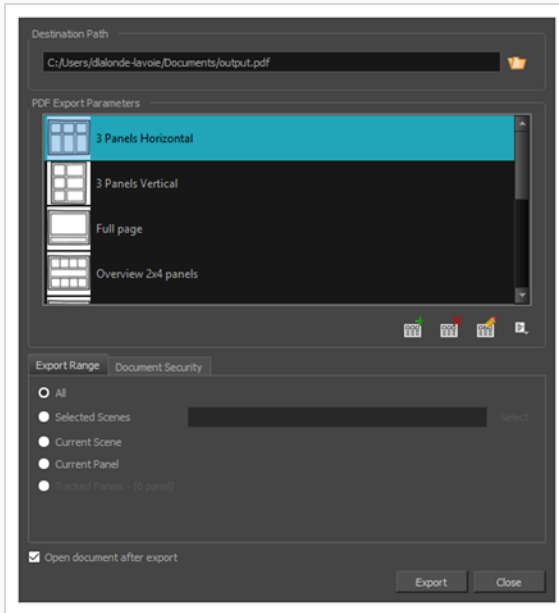 Destination Path
C:/Users/dlalonde-lavoie/Documents/output.pdf
PDF Export Parameters
3 Panels Horizontal
3 Panels Vertical
Full page
Overview 2x4 panels
Export Range
Document Security
All
Selected Scenes
Select
Current Scene
Current Panel
Tracked Panels - [0 panel]
Open document after export
Export
Close